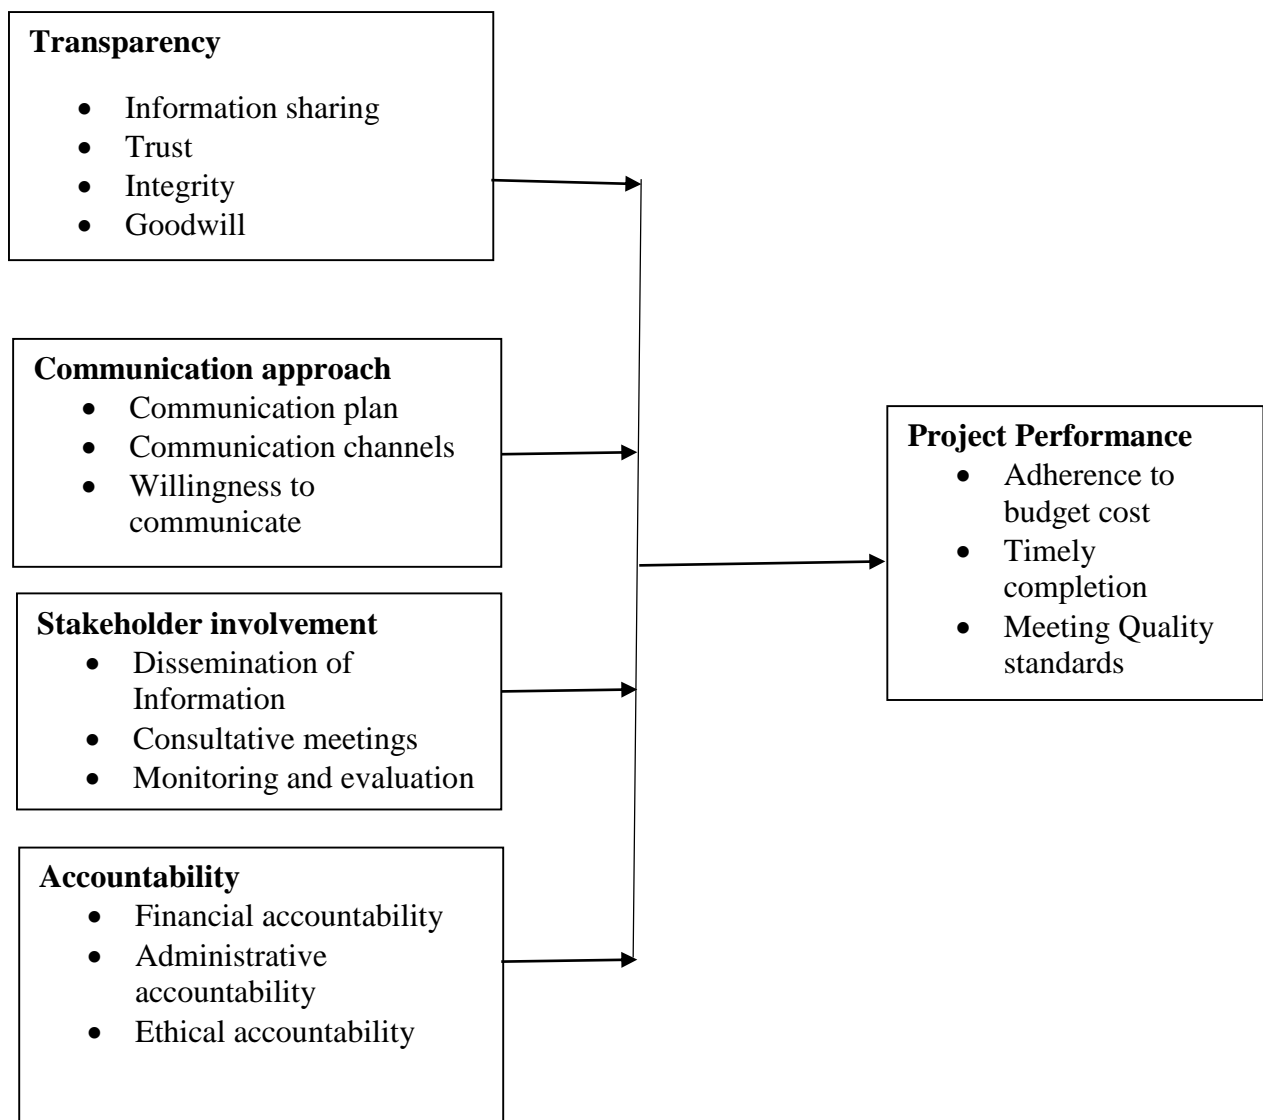 Transparency
• Information sharing
• Trust
• Integrity
• Goodwill
Communication approach
• Communication plan
• Communication channels
• Willingness to
communicate
Stakeholder involvement
• Dissemination of
Information
• Consultative meetings
• Monitoring and evaluation
Accountability
• Financial accountability
• Administrative
accountability
• Ethical accountability
Project Performance
• Adherence to
budget cost
• Timely
completion
• Meeting Quality
standards